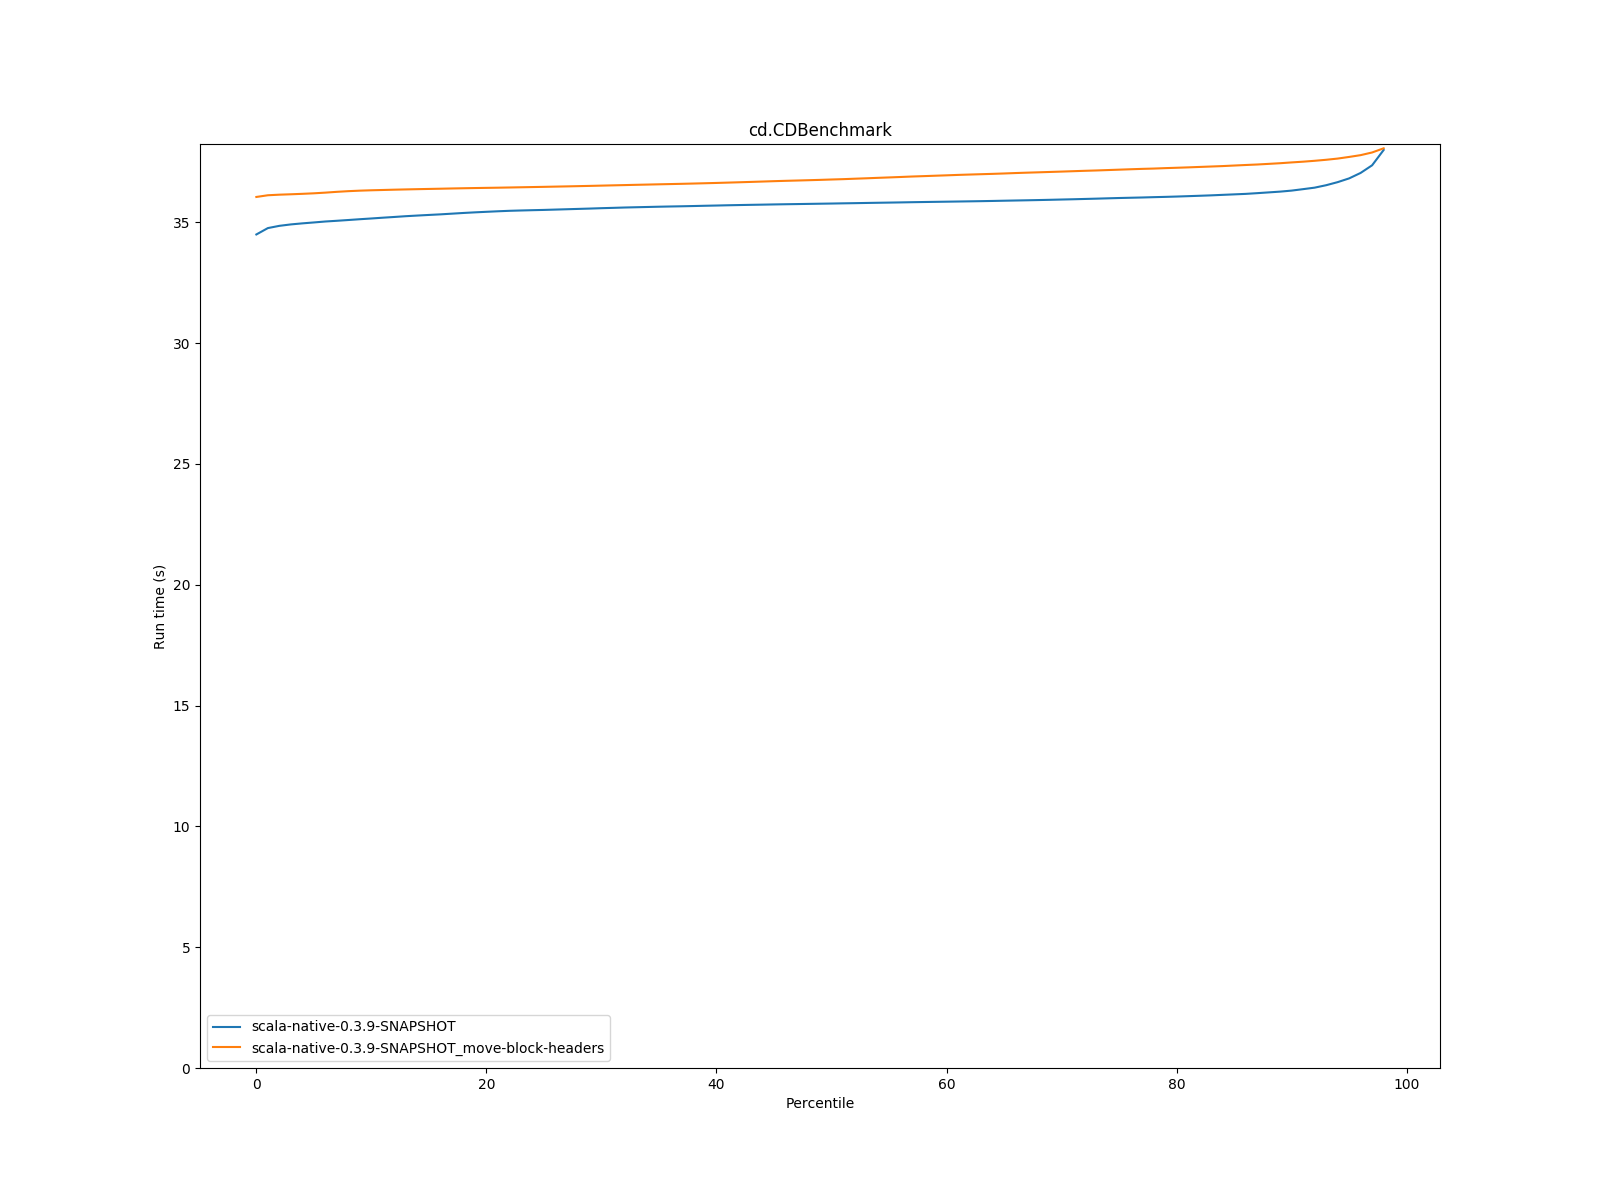 cd.CDBenchmark
Run time (s)
35
30
25
20
15
10
5
0
scala-native-0.3.9-SNAPSHOT
scala-native-0.3.9-SNAPSHOT_move-block-headers
0 20 40 60 80 100
Percentile